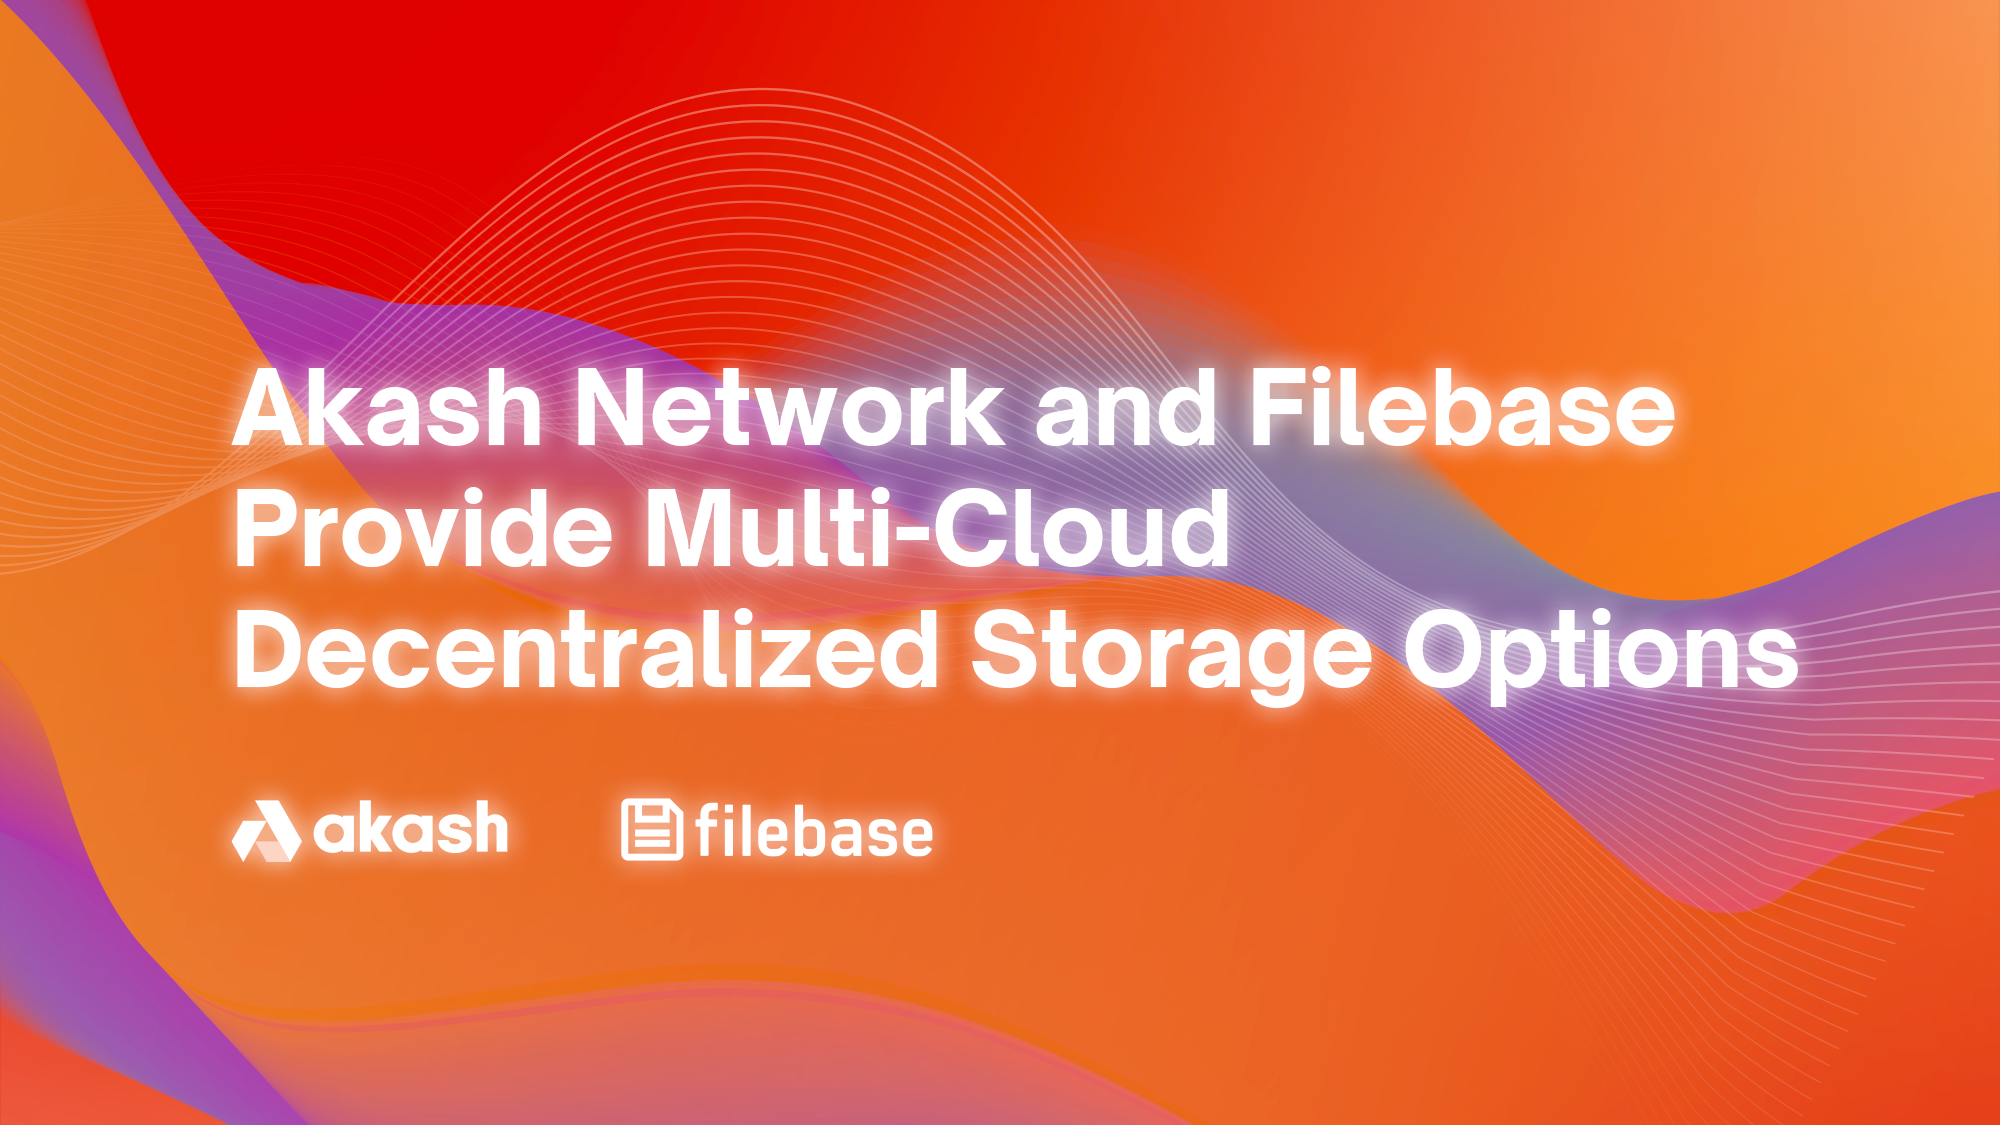 Akash Network and Filebase
Provide Multi-Cloud
Decentralized Storage Options
akash
filebase